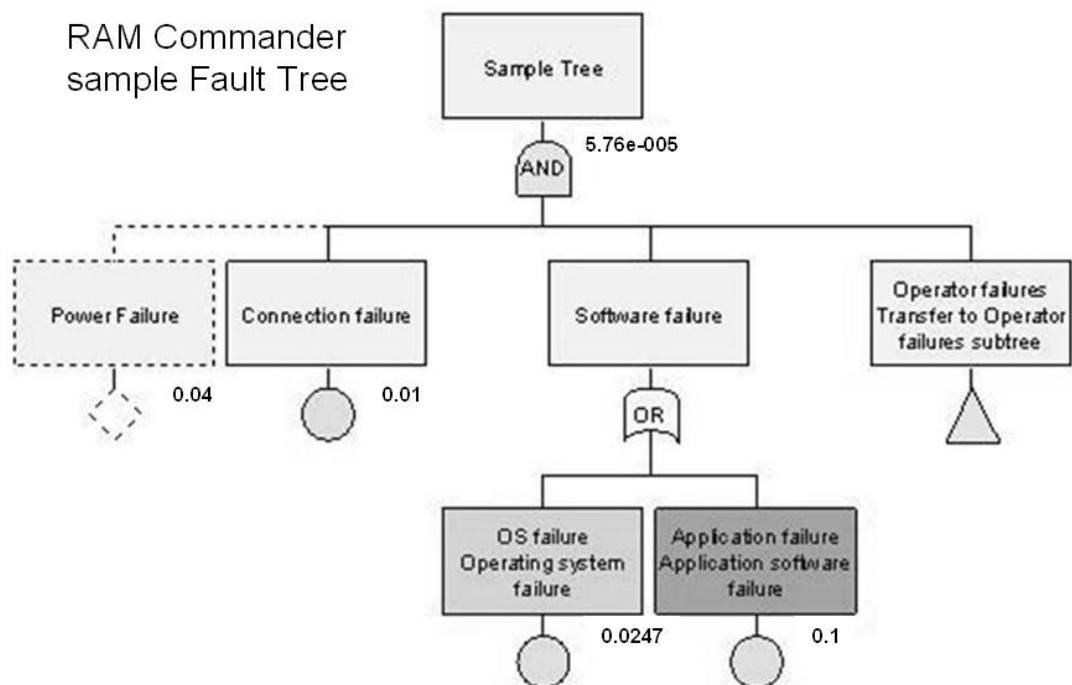 RAM Commander
sample Fault Tree
Sample Tree
5.76e-005
AND
Power Failure
Connection failure
Software failure
Operator failures
Transfer to Operator
failures subtree
0.04
0.01
OR
OS failure
Operating system
failure
Application failure
Application software
failure
0.0247
0.1